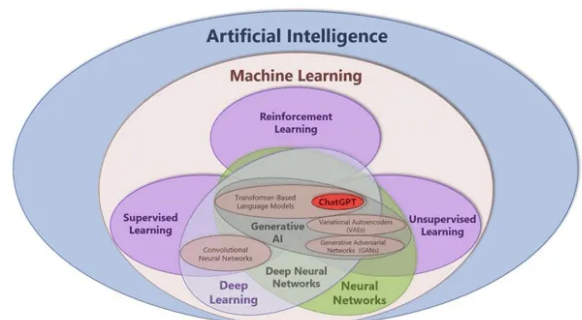 Artificial Intelligence
Machine Learning
Reinforcement
Learning
Transformer-Based
Language Models
ChatGPT
Supervised
Learning
Generative
AI
Variational Autoencoders
(VAEs)
Unsupervised
Learning
Convolutional
Neural Networks
Generative Adversarial
Networks (GANs)
Deep Neural
Networks
Deep
Learning
Neural
Networks